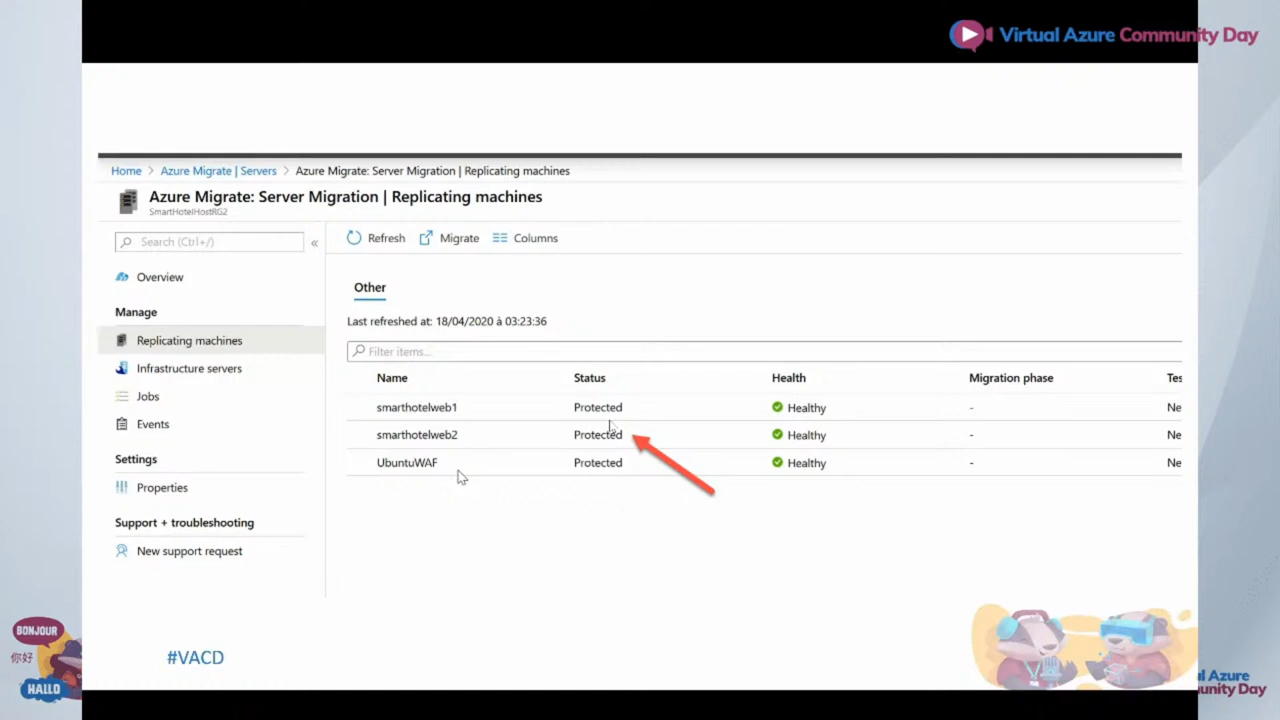 Virtual Azure Community Day
Home > Azure Migrate | Servers > Azure Migrate: Server Migration | Replicating machines
Azure Migrate: Server Migration | Replicating machines
SmartHotelHostRG2
Search (Ctrl+/)
«
Refresh
Migrate
Columns
Overview
Manage
Replicating machines
Infrastructure servers
Jobs
Events
Settings
Properties
Support + troubleshooting
New support request
Other
Last refreshed at: 18/04/2020 à 03:23:36
Filter items...
Name Status Health Migration phase Tes
smarthotelweb1 Protected Healthy - Ne
smarthotelweb2 Protected Healthy - Ne
UbuntuWAF Protected Healthy - Ne
BONJOUR
你好
HALLO
#VACD
al Azure
unity Day